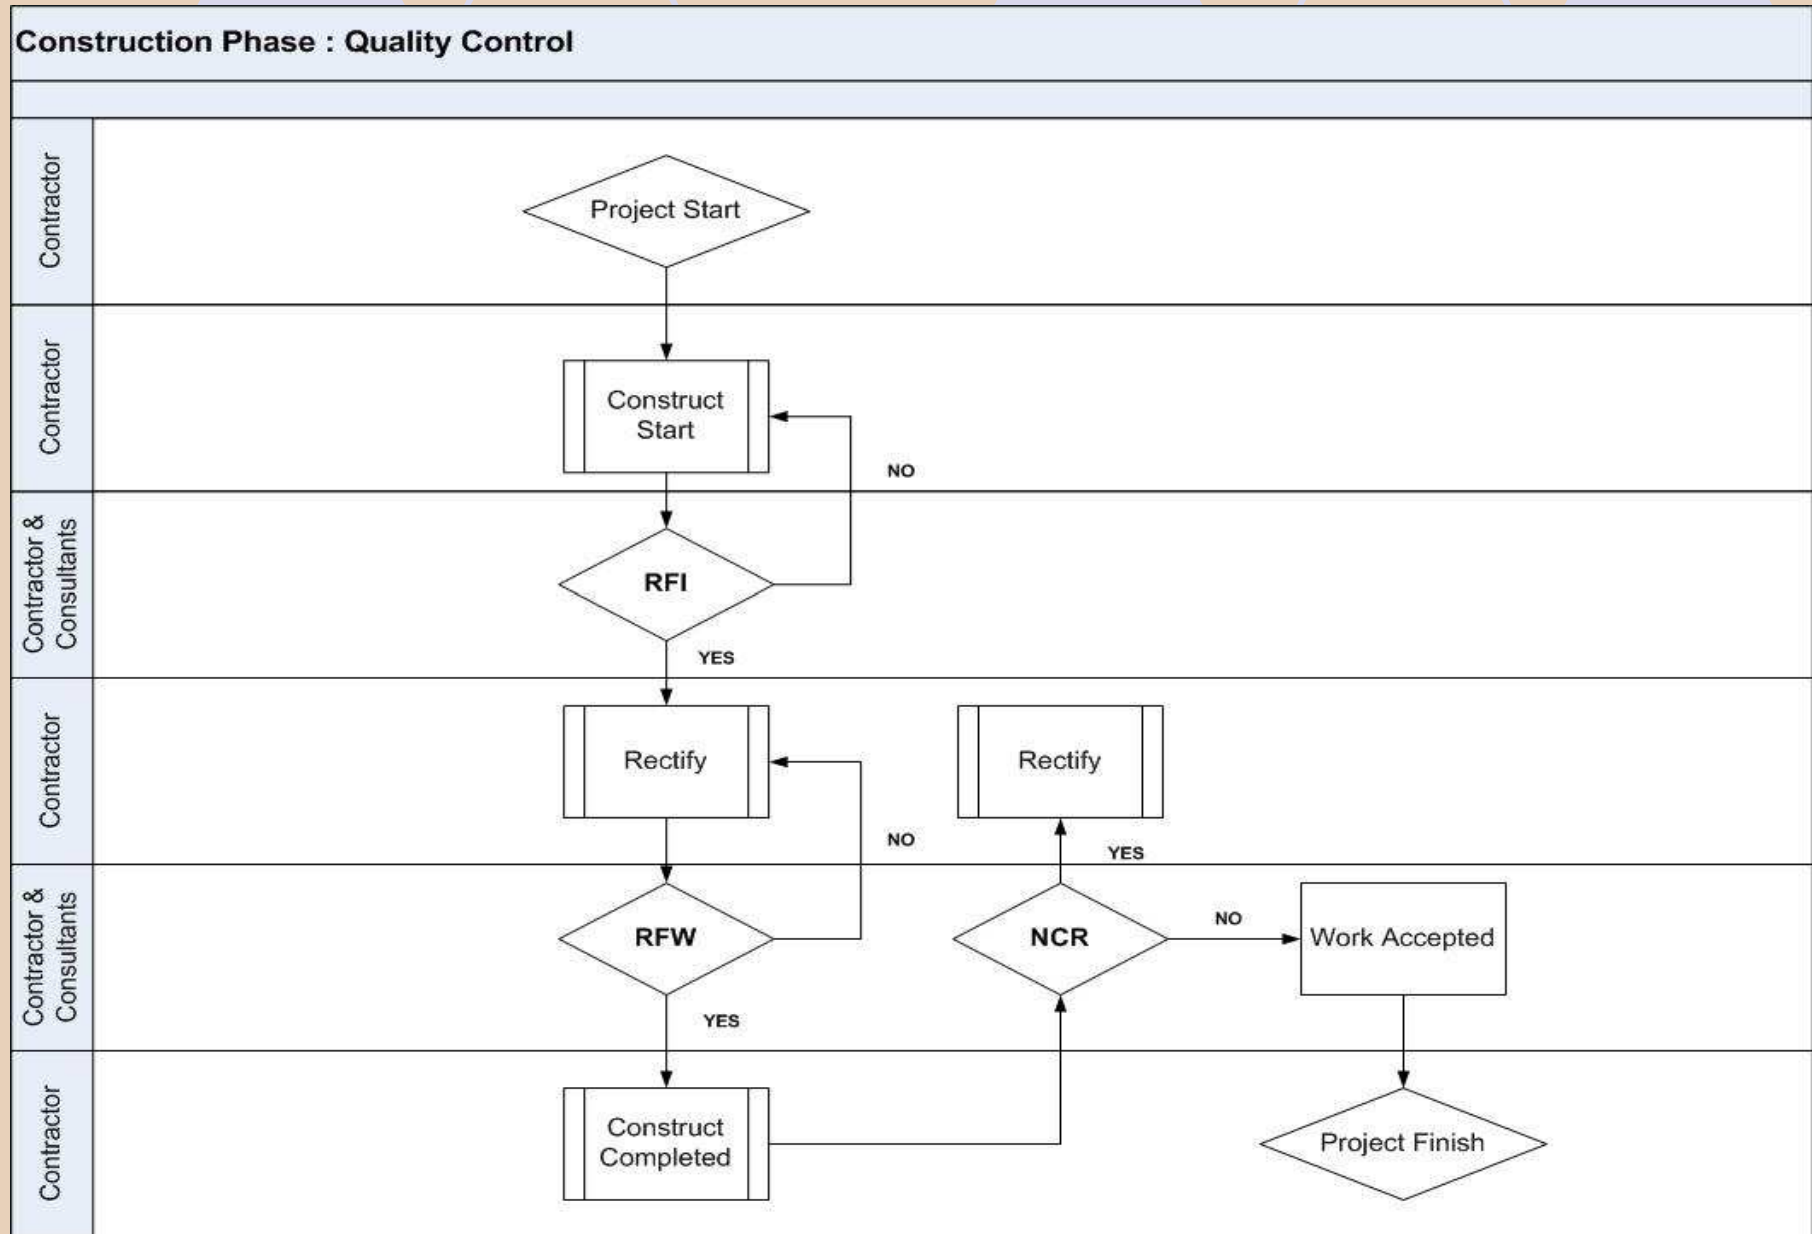 Construction Phase : Quality Control
Contractor
Project Start
Contractor
Construct
Start
NO
Contractor &
Consultants
RFI
YES
Contractor
Rectify
Rectify
NO
YES
Contractor &
Consultants
RFW
NCR
NO
Work Accepted
YES
Contractor
Construct
Completed
Project Finish